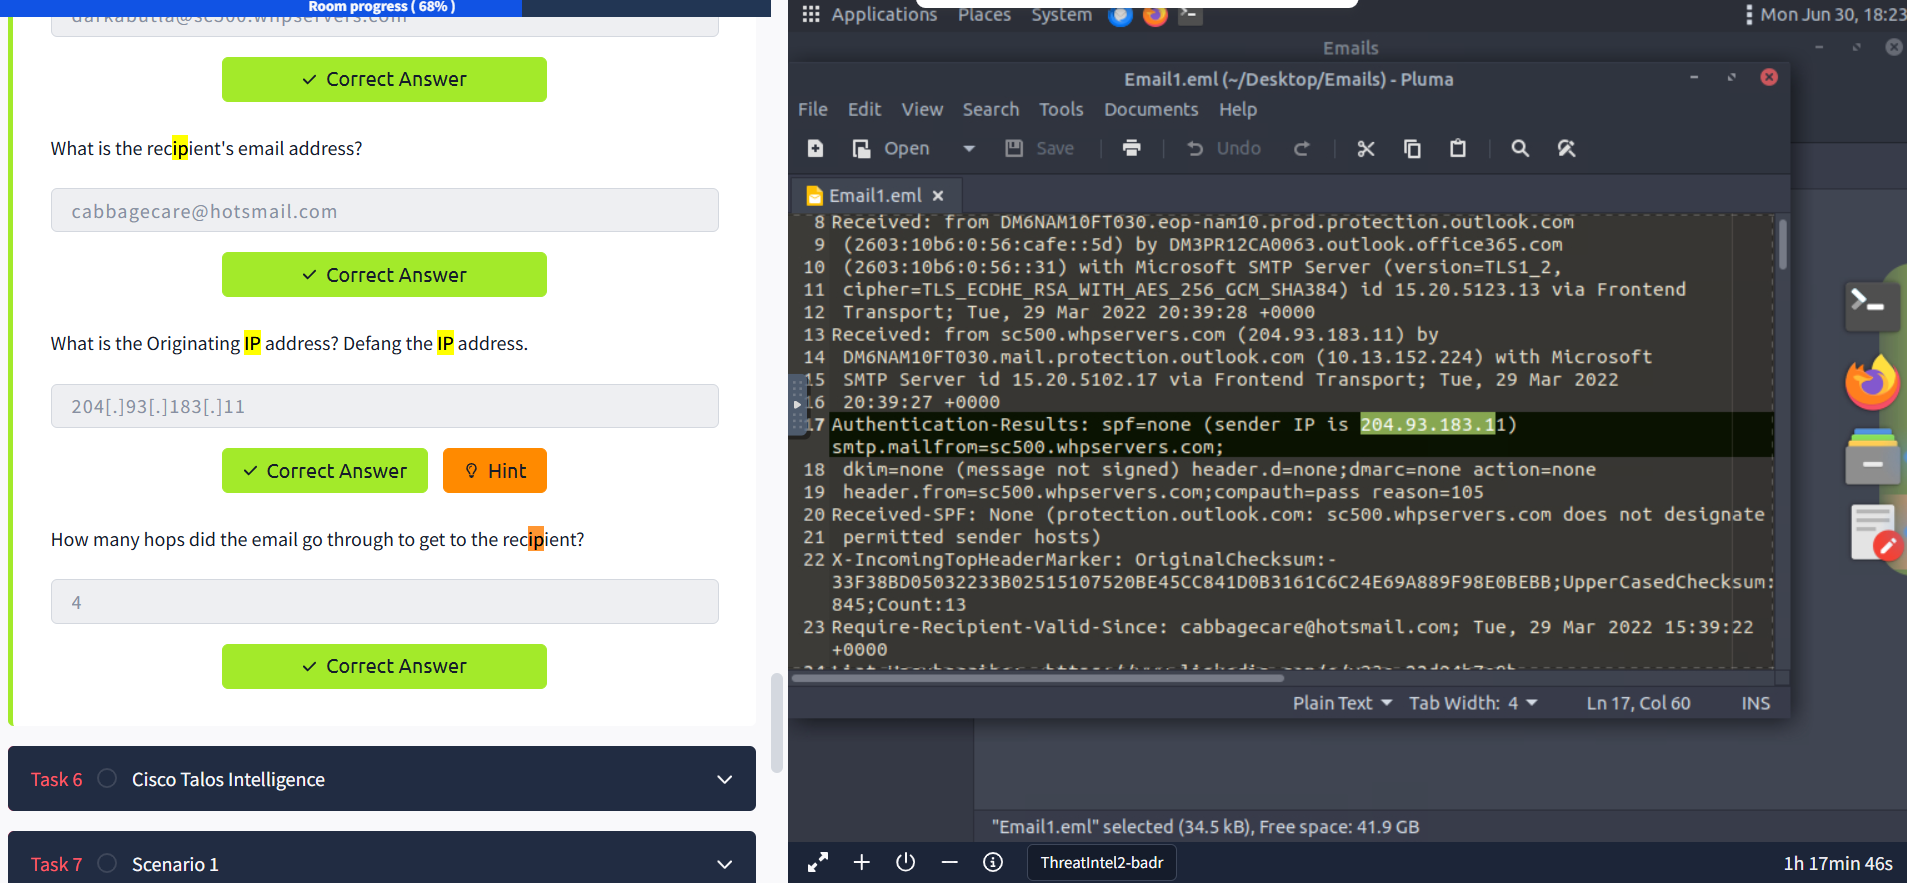 Room progress ( 68% )
darkabutla@sc500.whpservers.com
Correct Answer
What is the recipient's email address?
cabbagecare@hotsmail.com
Correct Answer
What is the Originating IP address? Defang the IP address.
204[.]93[.]183[.]11
Correct Answer
Hint
How many hops did the email go through to get to the recipient?
4
Correct Answer
Task 6 Cisco Talos Intelligence
Task 7 Scenario 1
Applications Places System
Mon Jun 30, 18:23
Emails
Email1.eml (~/Desktop/Emails) - Pluma
File Edit View Search Tools Documents Help
Open Save Undo
Email1.eml
8 Received: from DM6NAM10FT030.eop-nam10.prod.protection.outlook.com
9 (2603:10b6:0:56:cafe::5d) by DM3PR12CA0063.outlook.office365.com
10 (2603:10b6:0:56::31) with Microsoft SMTP Server (version=TLS1_2,
11 cipher=TLS_ECDHE_RSA_WITH_AES_256_GCM_SHA384) id 15.20.5123.13 via Frontend
12 Transport; Tue, 29 Mar 2022 20:39:28 +0000
13 Received: from sc500.whpservers.com (204.93.183.11) by
14 DM6NAM10FT030.mail.protection.outlook.com (10.13.152.224) with Microsoft
15 SMTP Server id 15.20.5102.17 via Frontend Transport; Tue, 29 Mar 2022
16 20:39:27 +0000
17 Authentication-Results: spf=none (sender IP is 204.93.183.11)
smtp.mailfrom=sc500.whpservers.com;
18 dkim=none (message not signed) header.d=none;dmarc=none action=none
19 header.from=sc500.whpservers.com;compauth=pass reason=105
20 Received-SPF: None (protection.outlook.com: sc500.whpservers.com does not designate
21 permitted sender hosts)
22 X-IncomingTopHeaderMarker: OriginalChecksum:-
33F38BD05032233B02515107520BE45CC841D0B3161C6C24E69A889F98E0BEBB;UpperCasedChecksum:
845;Count:13
23 Require-Recipient-Valid-Since: cabbagecare@hotsmail.com; Tue, 29 Mar 2022 15:39:22
+0000
Plain Text Tab Width: 4 Ln 17, Col 60 INS
"Email1.eml" selected (34.5 kB), Free space: 41.9 GB
ThreatIntel2-badr
1h 17min 46s